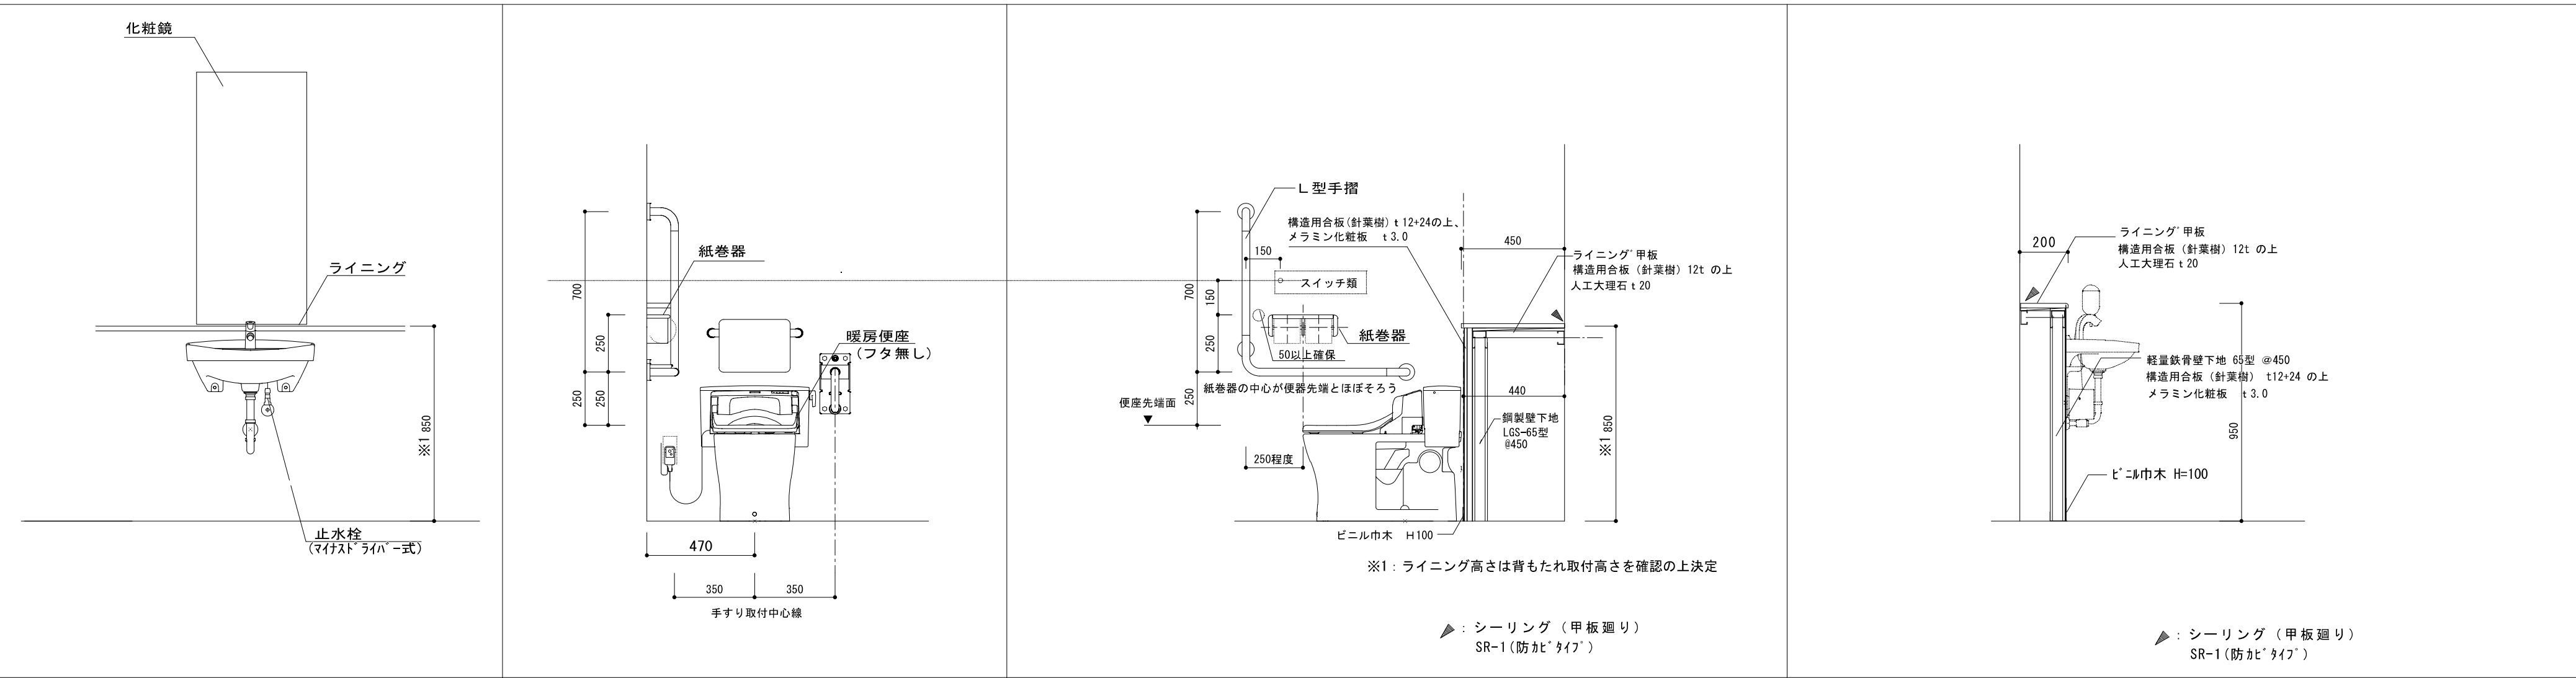 化粧鏡
ライニング
※1 850
止水栓
(マイナスドライバー式)
700
250
250
250
紙巻器
暖房便座
(フタ無し)
470
350
350
手すり取付中心線
L型手摺
構造用合板(針葉樹) t 12+24の上、
メラミン化粧板 t 3.0
150
450
ライニング甲板
構造用合板 (針葉樹) 12t の上
人工大理石 t 20
スイッチ類
700
150
250
250
紙巻器
50以上確保
紙巻器の中心が便器先端とほぼそろう
便座先端面
440
鋼製壁下地
LGS-65型
@450
※1 850
250程度
ビニル巾木 H100
※1 : ライニング高さは背もたれ取付高さを確認の上決定
: シーリング (甲板廻り)
SR-1(防カビタイプ)
200
ライニング甲板
構造用合板 (針葉樹) 12t の上
人工大理石 t 20
軽量鉄骨壁下地 65型 @450
構造用合板 (針葉樹) t12+24 の上
メラミン化粧板 t 3.0
950
ビニル巾木 H=100
: シーリング (甲板廻り)
SR-1(防カビタイプ)